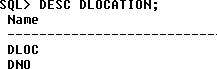 SQL> DESC DLOCATION;
Name
-----------------------------
DLOC
DNO